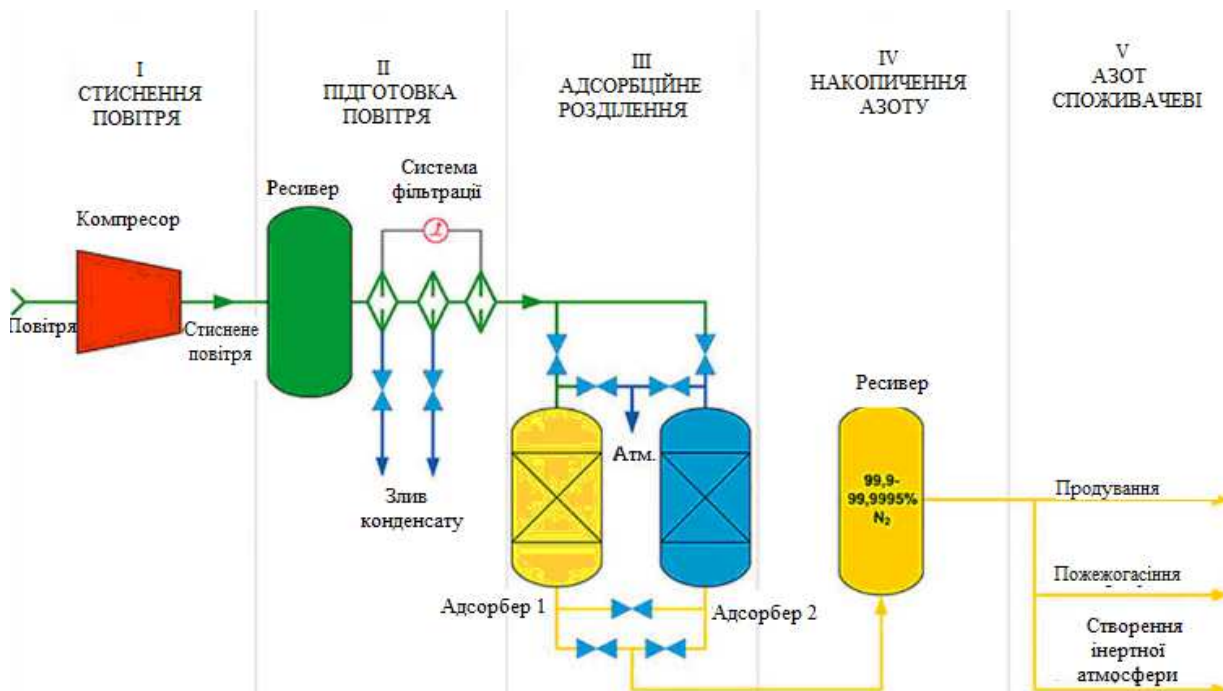 I
СТИСНЕННЯ
ПОВІТРЯ
II
ПІДГОТОВКА
ПОВІТРЯ
III
АДСОРБЦІЙНЕ
РОЗДІЛЕННЯ
IV
НАКОПИЧЕННЯ
АЗОТУ
V
АЗОТ
СПОЖИВАЧЕВІ
Компресор
Повітря
Стиснене
повітря
Ресивер
Система
фільтрації
Злив
конденсату
Атм.
Адсорбер 1
Адсорбер 2
Ресивер
99,9-
99,9995%
N₂
Продування
Пожежогасіння
Створення
інертної
атмосфери